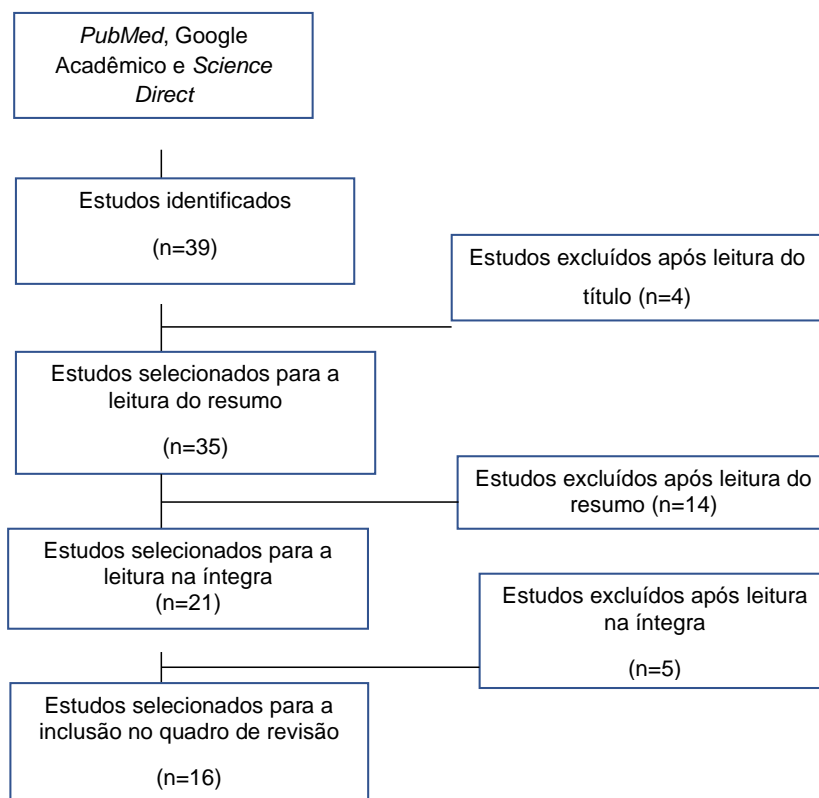 PubMed, Google
Acadêmico e Science
Direct
Estudos identificados
(n=39)
Estudos excluídos após leitura do
título (n=4)
Estudos selecionados para a
leitura do resumo
(n=35)
Estudos excluídos após leitura do
resumo (n=14)
Estudos selecionados para a
leitura na íntegra
(n=21)
Estudos excluídos após leitura
na íntegra
(n=5)
Estudos selecionados para a
inclusão no quadro de revisão
(n=16)